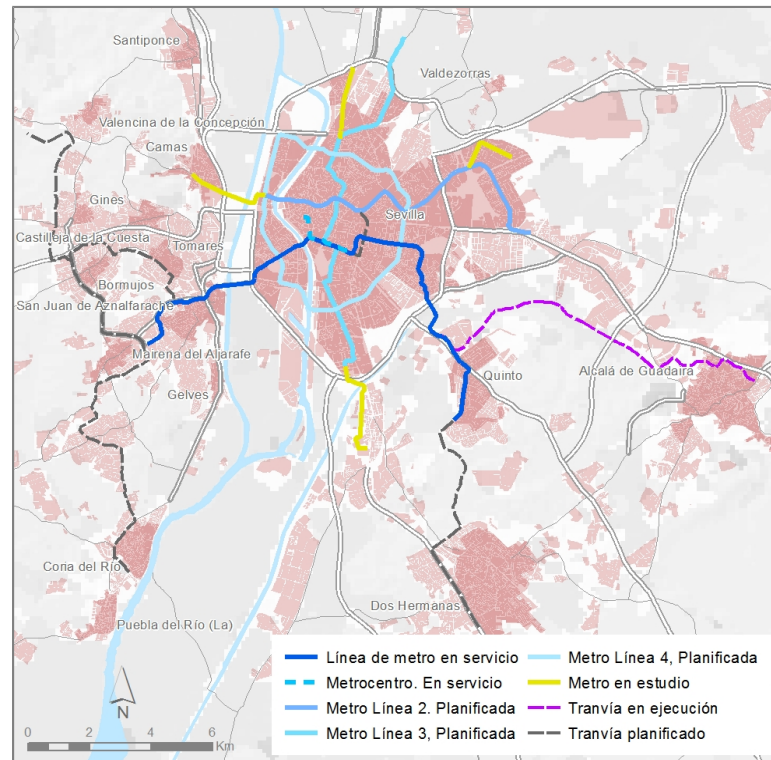 Santiponce
Valdezorras
Valencina de la Concepción
Camas
Gines
Sevilla
Castilleja de la Cuesta
Tomares
Bormujos
San Juan de Aznalfarache
Mairena del Aljarafe
Gelves
Quinto
Alcalá de Guadaira
Coria del Río
Dos Hermanas
Puebla del Río (La)
Línea de metro en servicio
Metrocentro. En servicio
Metro Línea 2. Planificada
Metro Línea 3, Planificada
Metro Línea 4, Planificada
Metro en estudio
Tranvía en ejecución
Tranvía planificado
N
0 2 4 6
Km